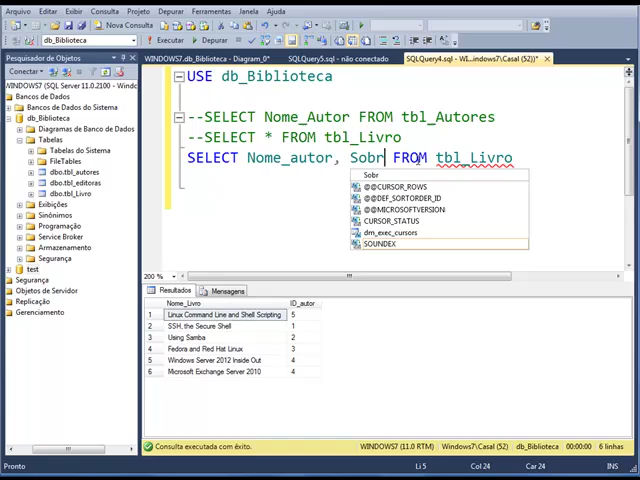 Arquivo Editar Exibir Consulta Projeto Depurar Ferramentas Janela Ajuda
Nova Consulta
db_Biblioteca Executar Depurar
Pesquisador de Objetos
WINDOWS7.db_Biblioteca - Diagram_0* SQLQuery5.sql - não conectado SQLQuery4.sql - WI...indows7\Casal (52))*
Conectar
WINDOWS7 (SQL Server 11.0.2100.60 - Windo
Bancos de Dados
Bancos de Dados do Sistema
db_Biblioteca
Diagramas de Banco de Dados
Tabelas
Tabelas do Sistema
FileTables
dbo.tbl_autores
dbo.tbl_editoras
dbo.tbl_Livro
Exibições
Sinônimos
Programação
Service Broker
Armazenamento
Segurança
test
Segurança
Objetos de Servidor
Replicação
Gerenciamento
USE db_Biblioteca
--SELECT Nome_Autor FROM tbl_Autores
--SELECT * FROM tbl_Livro
SELECT Nome_autor, Sobr FROM tbl_Livro
Sobr
@@CURSOR_ROWS
@@DEF_SORTORDER_ID
@@MICROSOFTVERSION
CURSOR_STATUS
dm_exec_cursors
SOUNDEX
200 %
Resultados Mensagens
Nome_Livro ID_autor
1 Linux Command Line and Shell Scripting 5
2 SSH, the Secure Shell 1
3 Using Samba 2
4 Fedora and Red Hat Linux 3
5 Windows Server 2012 Inside Out 4
6 Microsoft Exchange Server 2010 4
Consulta executada com êxito. WINDOWS7 (11.0 RTM) Windows7\Casal (52) db_Biblioteca 00:00:00 6 linhas
Pronto Li 5 Col 24 Car 24 INS